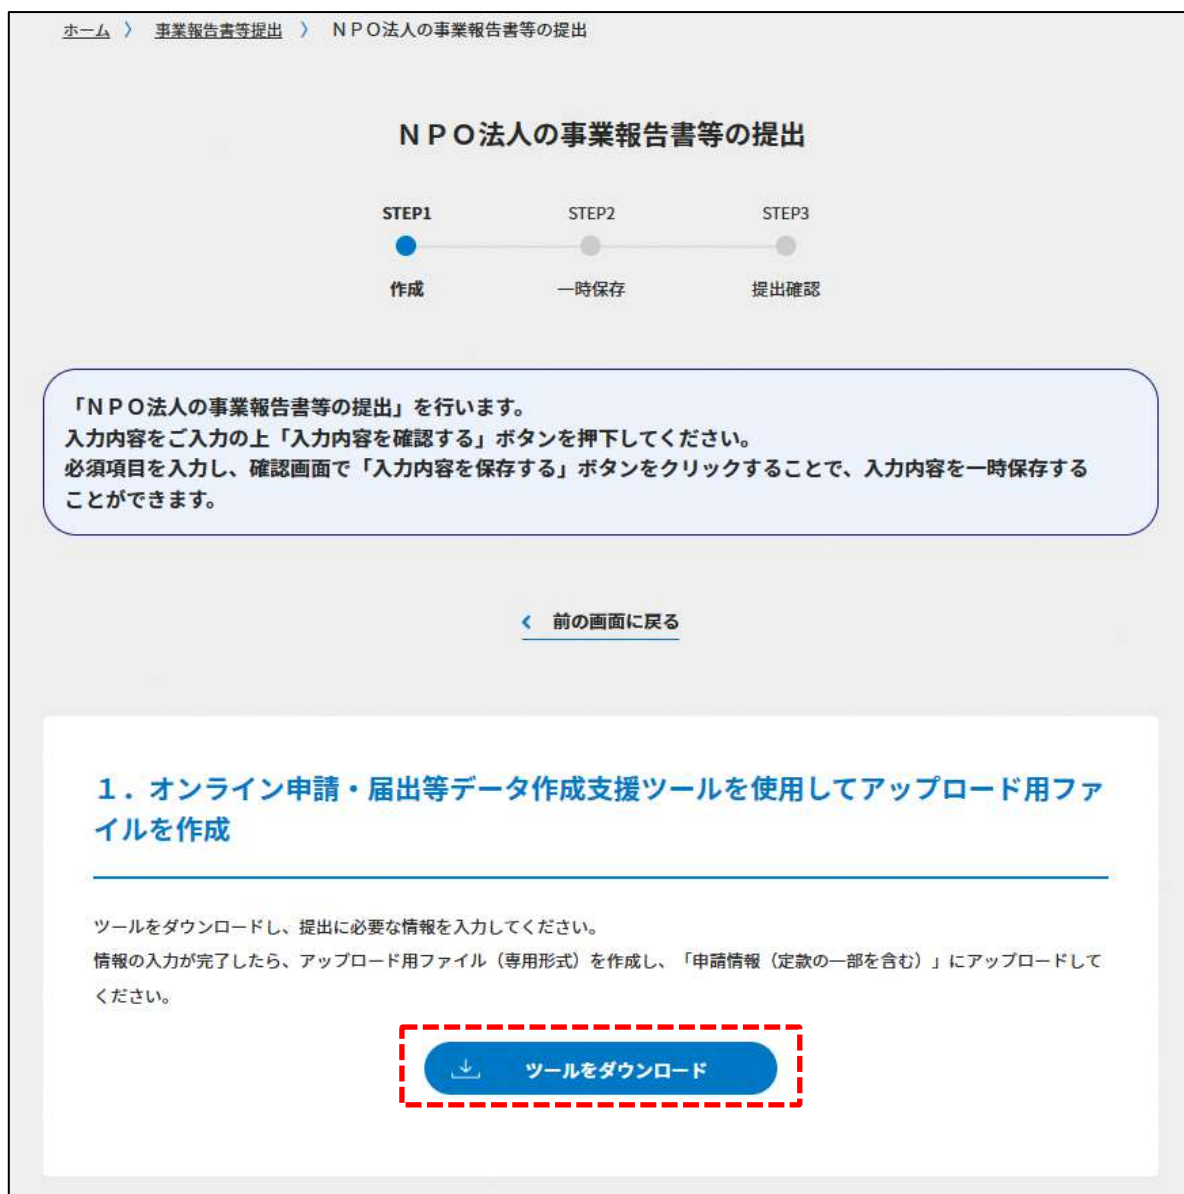 ホーム 〉 事業報告書等提出 〉 ＮＰＯ法人の事業報告書等の提出
ＮＰＯ法人の事業報告書等の提出
STEP1 STEP2 STEP3
作成 一時保存 提出確認
「ＮＰＯ法人の事業報告書等の提出」を行います。
入力内容をご入力の上「入力内容を確認する」ボタンを押下してください。
必須項目を入力し、確認画面で「入力内容を保存する」ボタンをクリックすることで、入力内容を一時保存する
ことができます。
前の画面に戻る
１．オンライン申請・届出等データ作成支援ツールを使用してアップロード用ファ
イルを作成
ツールをダウンロードし、提出に必要な情報を入力してください。
情報の入力が完了したら、アップロード用ファイル（専用形式）を作成し、「申請情報（定款の一部を含む）」にアップロードして
ください。
ツールをダウンロード